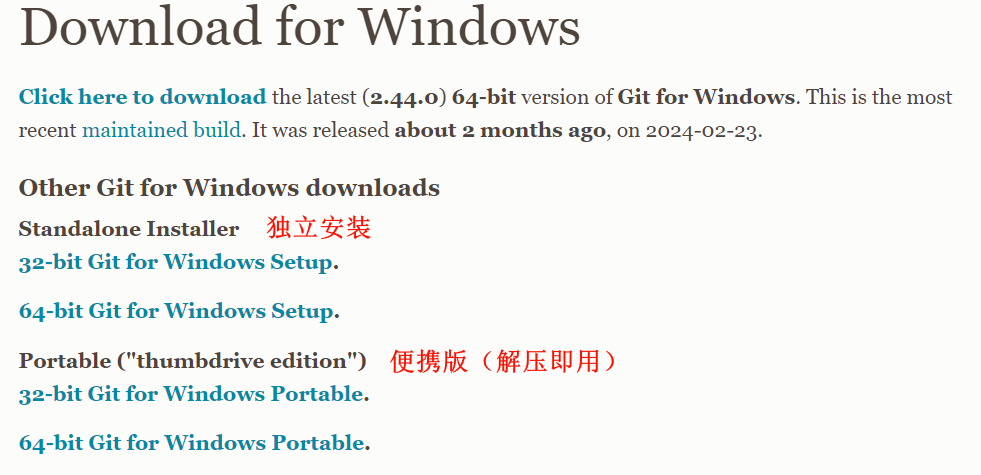 Download for Windows
Click here to download the latest (2.44.0) 64-bit version of Git for Windows. This is the most
recent maintained build. It was released about 2 months ago, on 2024-02-23.
Other Git for Windows downloads
Standalone Installer 独立安装
32-bit Git for Windows Setup.
64-bit Git for Windows Setup.
Portable ("thumbdrive edition") 便携版（解压即用）
32-bit Git for Windows Portable.
64-bit Git for Windows Portable.